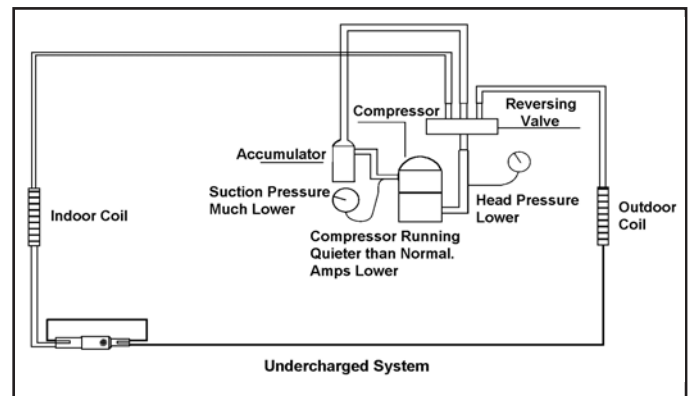 Compressor
Reversing
Valve
Accumulator
Suction Pressure
Much Lower
Head Pressure
Lower
Indoor Coil
Outdoor
Coil
Compressor Running
Quieter than Normal.
Amps Lower
Undercharged System